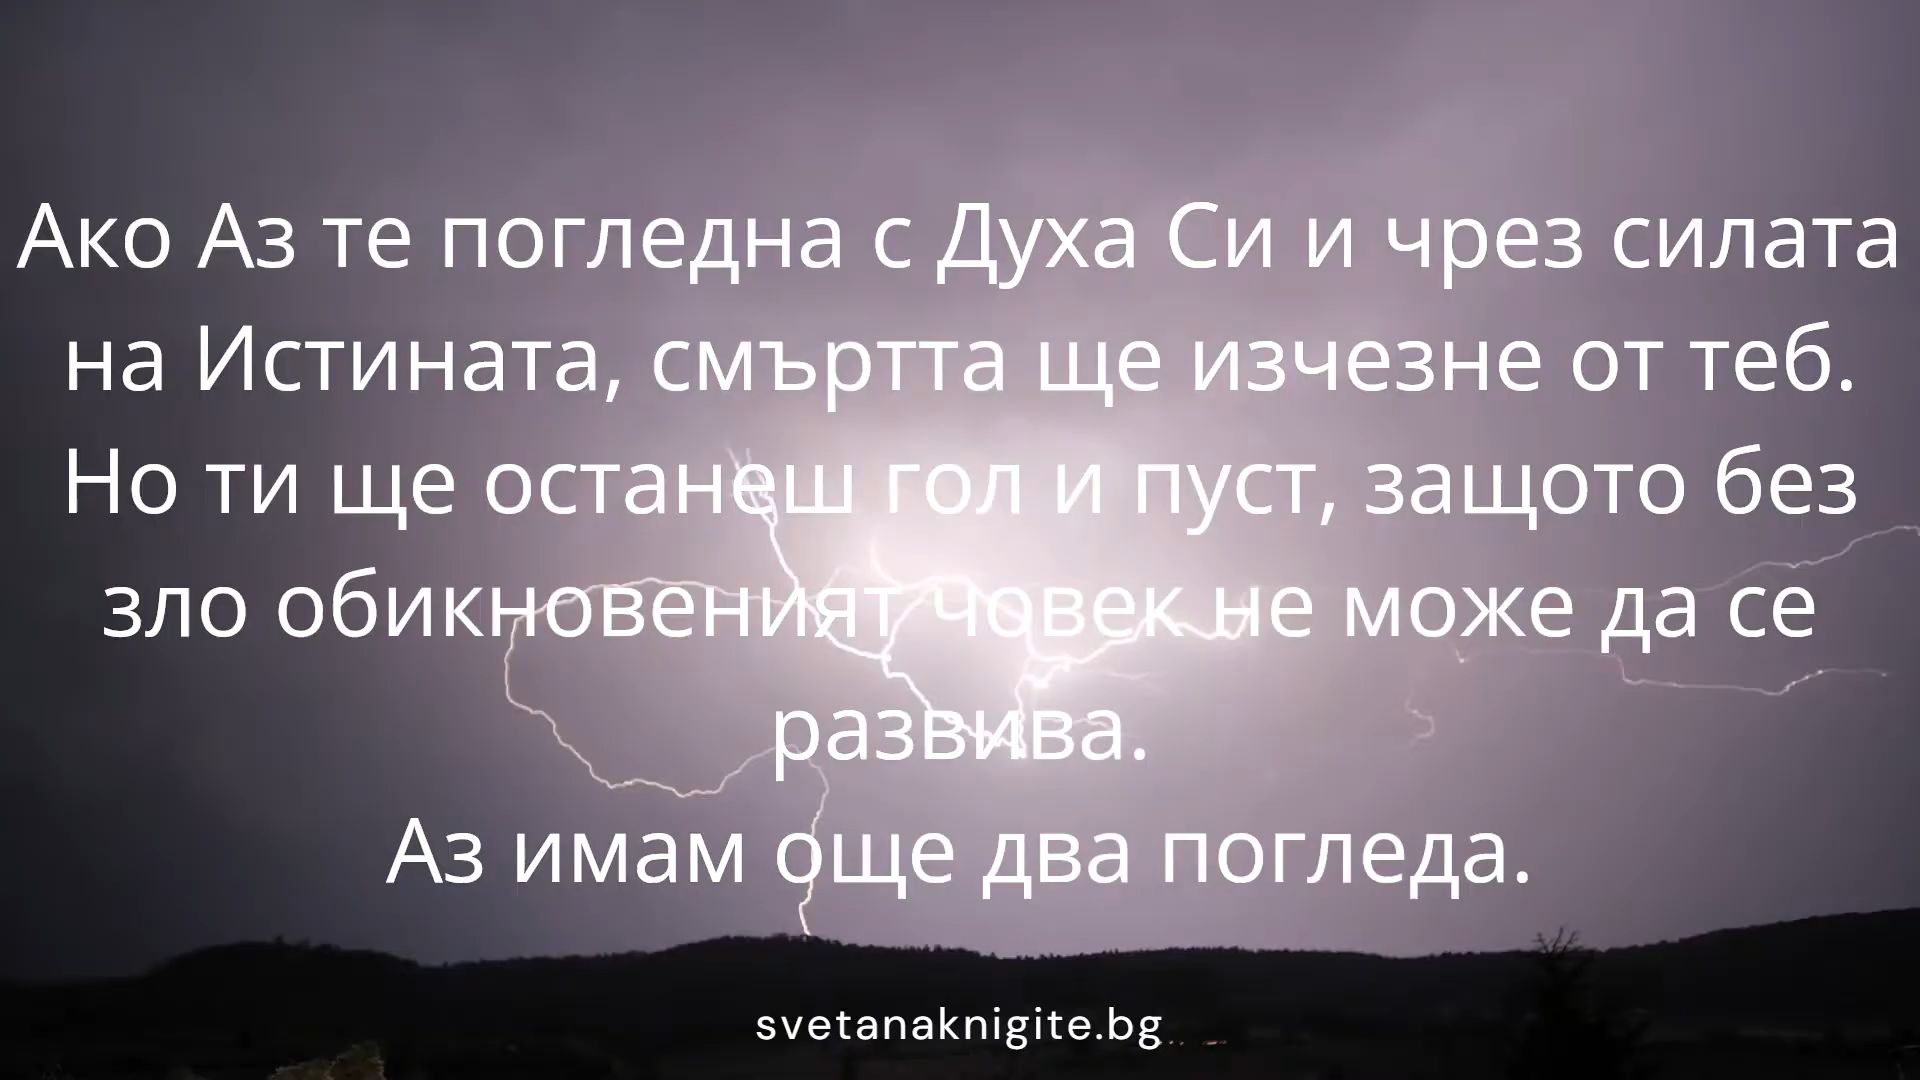 Ако Аз те погледна с Духа Си и чрез силата
на Истината, смъртта ще изчезне от теб.
Но ти ще останеш гол и пуст, защото без
зло обикновеният човек не може да се
развива.
Аз имам още два погледа.
svetanaknigite.bg